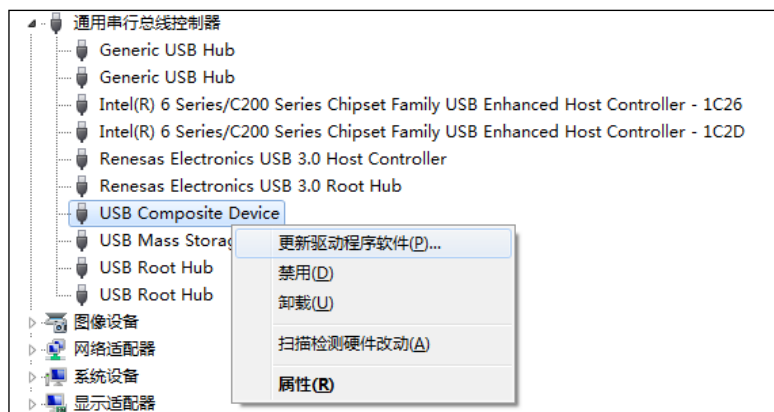 通用串行总线控制器
Generic USB Hub
Generic USB Hub
Intel(R) 6 Series/C200 Series Chipset Family USB Enhanced Host Controller - 1C26
Intel(R) 6 Series/C200 Series Chipset Family USB Enhanced Host Controller - 1C2D
Renesas Electronics USB 3.0 Host Controller
Renesas Electronics USB 3.0 Root Hub
USB Composite Device
USB Mass Storag
USB Root Hub
USB Root Hub
图像设备
网络适配器
系统设备
显示适配器
更新驱动程序软件(P)...
禁用(D)
卸载(U)
扫描检测硬件改动(A)
属性(R)